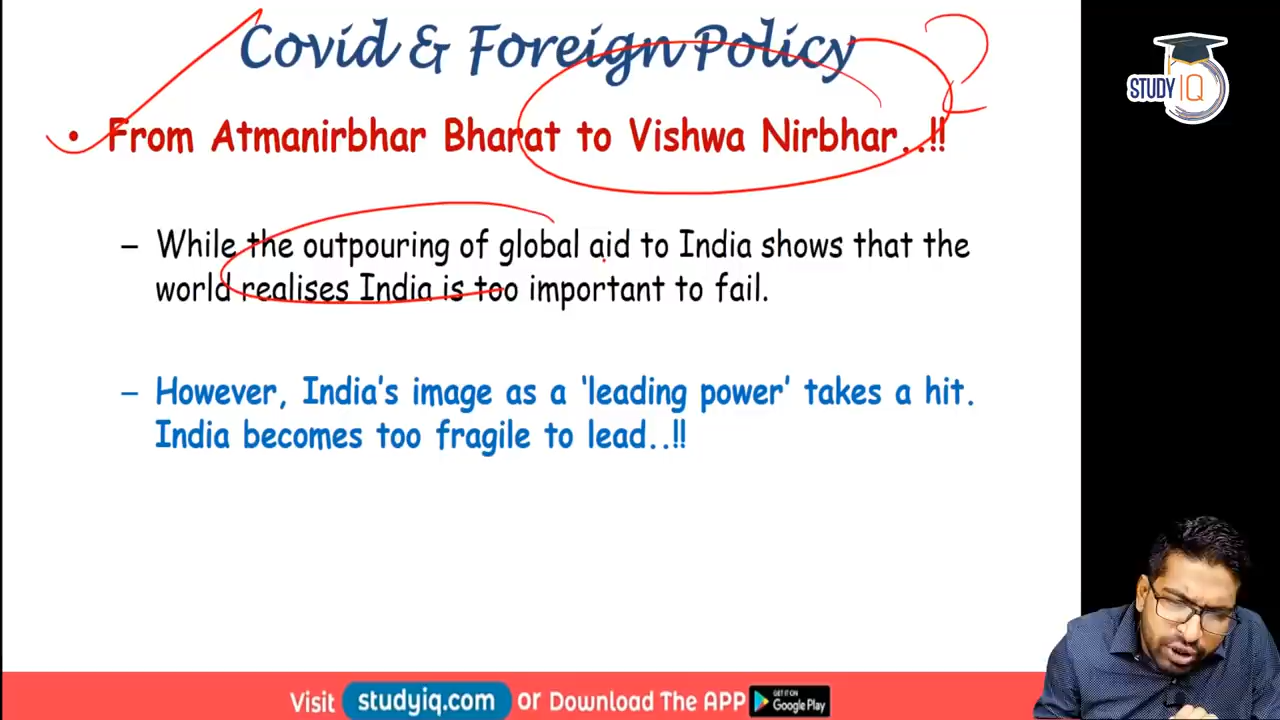 Covid & Foreign Policy
STUDY IQ
• From Atmanirbhar Bharat to Vishwa Nirbhar..!!
– While the outpouring of global aid to India shows that the
world realises India is too important to fail.
– However, India's image as a ‘leading power’ takes a hit.
India becomes too fragile to lead..!!
Visit studyiq.com or Download The APP GET IT ON Google Play